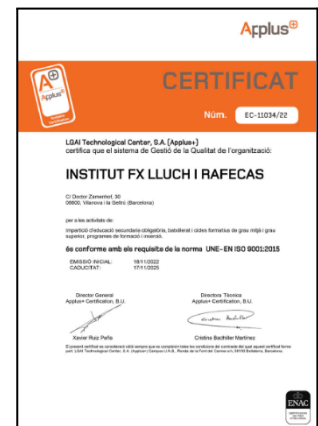 Applus+
CERTIFICAT
Núm. EC-11034/22
Applus+
LGAI Technological Center, S.A. (Applus+)
certifica que el sistema de Gestió de la Qualitat de l'organització:
INSTITUT FX LLUCH I RAFECAS
C/ Doctor Zamenhof, 30
08800, Vilanova i la Geltrú (Barcelona)
per a les activitats de:
Impartició d'educació secundària obligatòria, batxillerat i cicles formatius de grau mitjà i grau
superior, programes de formació i inserció.
és conforme amb els requisits de la norma UNE-EN ISO 9001:2015
EMISSIÓ INICIAL: 18/11/2022
CADUCITAT: 17/11/2025
Director General
Applus+ Certification, B.U.
Directora Tècnica
Applus+ Certification, B.U.
Xavier Ruiz Peña
Cristina Bachiller Martínez
ENAC